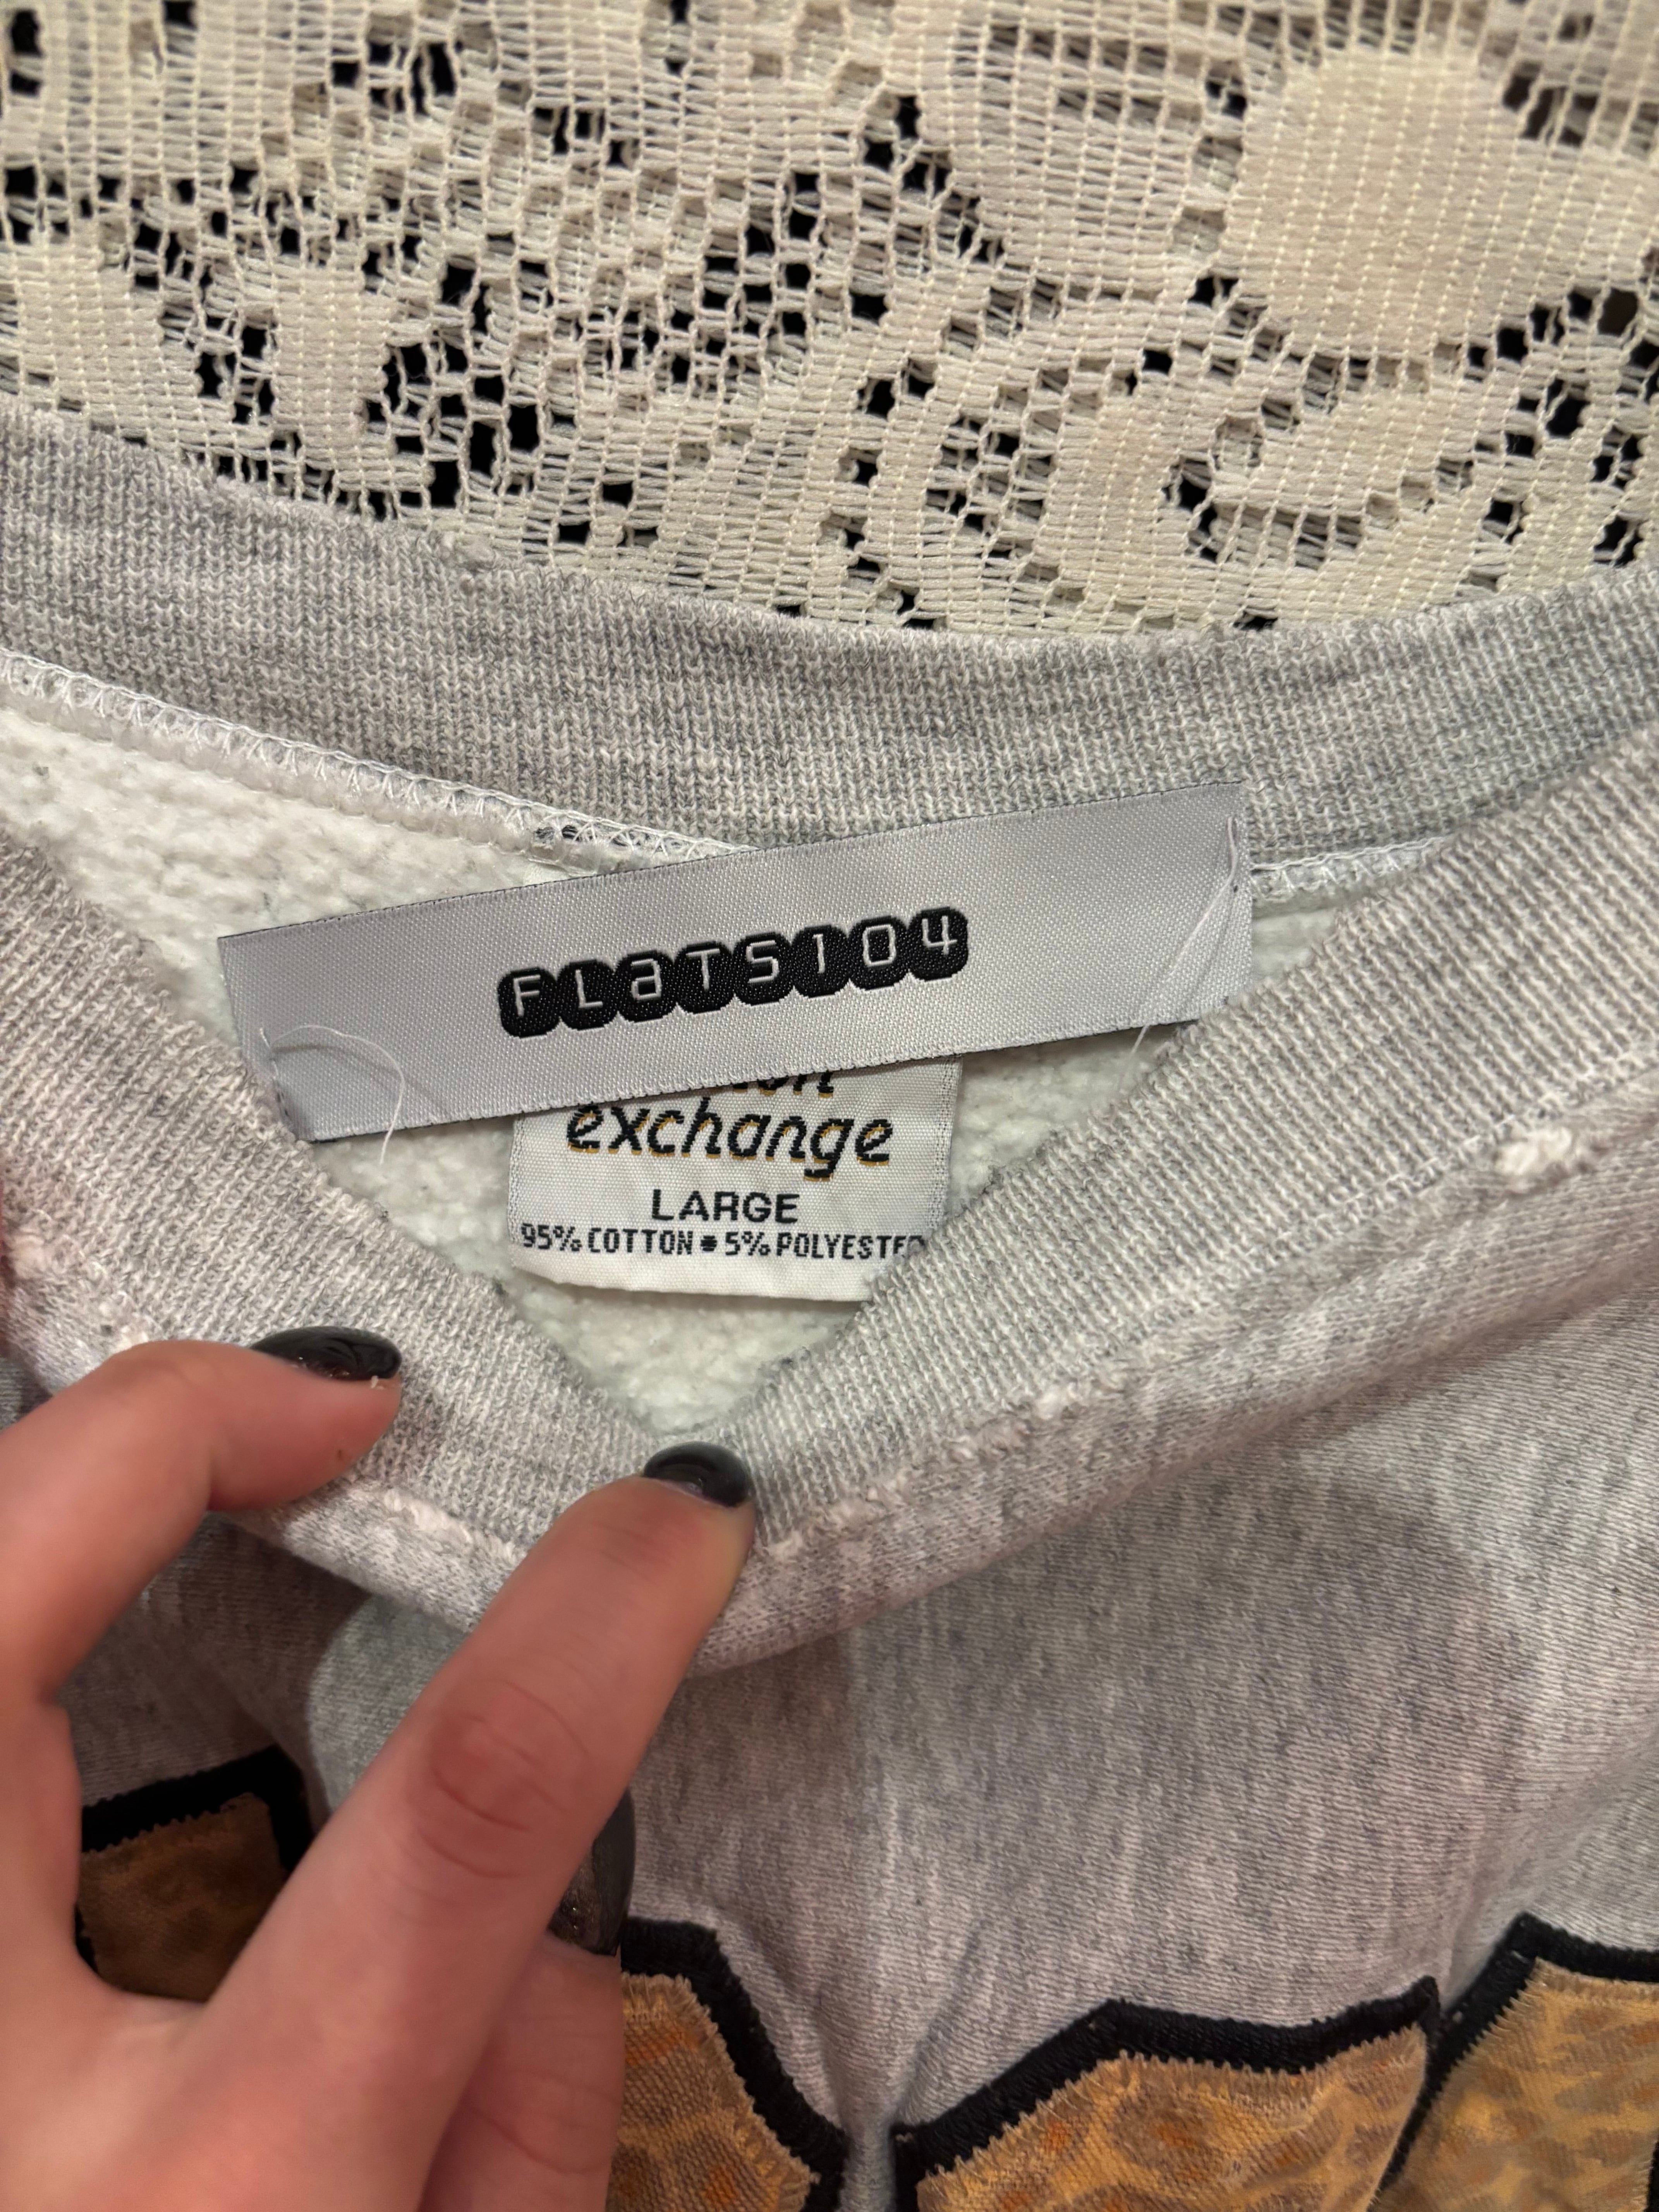 FLaTS104
exchange
LARGE
95% COTTON • 5% POLYESTER